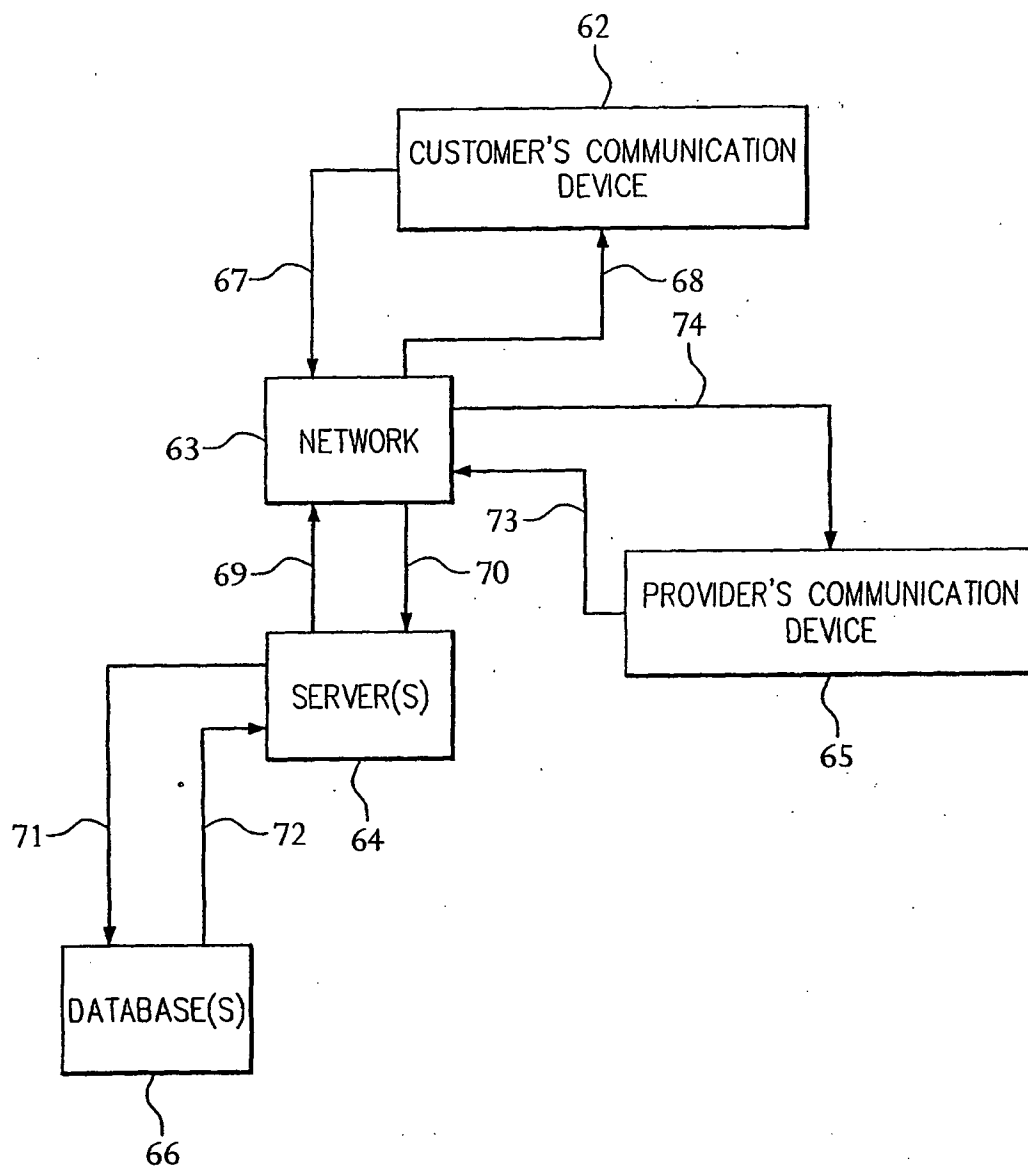 62
CUSTOMER'S COMMUNICATION
DEVICE
67
68
74
63
NETWORK
73
69
70
PROVIDER'S COMMUNICATION
DEVICE
SERVER(S)
65
71
72
64
DATABASE(S)
66